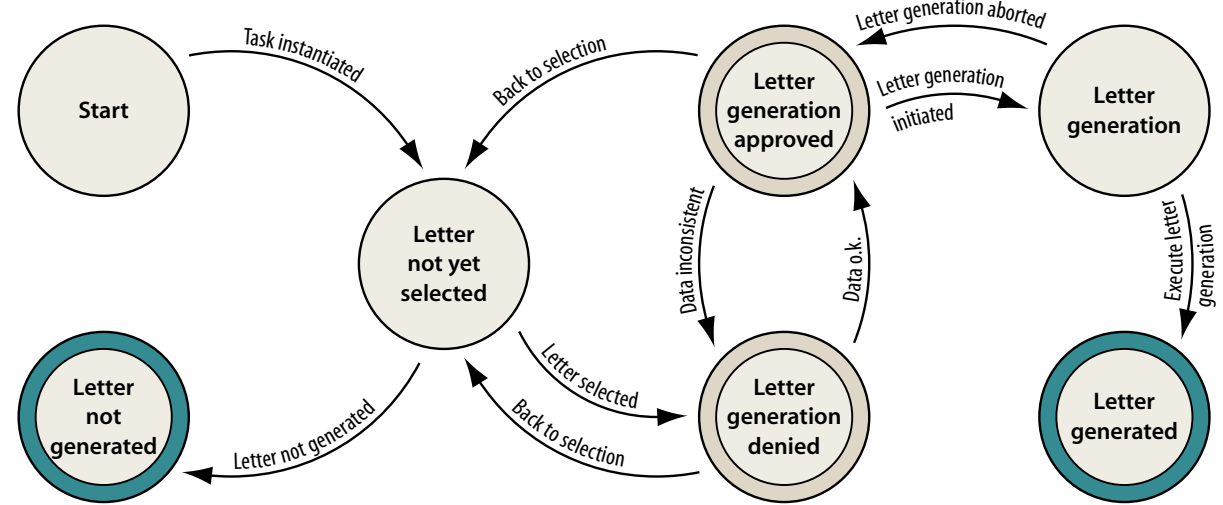 Letter generation aborted
Task instantiated
Back to selection
Start
Letter
generation
approved
Letter generation
initiated
Letter
generation
Letter
not yet
selected
Data inconsistent
Data o.k.
Execute letter
generation
Letter
not
generated
Letter not generated
Letter selected
Back to selection
Letter
generation
denied
Letter
generated